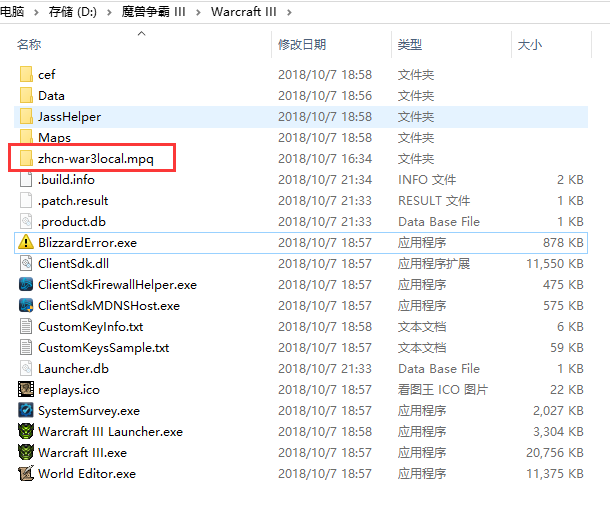 电脑 › 存储 (D:) › 魔兽争霸 III › Warcraft III ›
名称 修改日期 类型 大小
cef 2018/10/7 18:58 文件夹
Data 2018/10/7 18:56 文件夹
JassHelper 2018/10/7 18:58 文件夹
Maps 2018/10/7 18:58 文件夹
zhcn-war3local.mpq 2018/10/7 16:34 文件夹
.build.info 2018/10/7 21:34 INFO 文件 2 KB
.patch.result 2018/10/7 21:33 RESULT 文件 1 KB
.product.db 2018/10/7 21:33 Data Base File 1 KB
BlizzardError.exe 2018/10/7 18:57 应用程序 878 KB
ClientSdk.dll 2018/10/7 18:57 应用程序扩展 11,550 KB
ClientSdkFirewallHelper.exe 2018/10/7 18:57 应用程序 475 KB
ClientSdkMDNSHost.exe 2018/10/7 18:57 应用程序 575 KB
CustomKeyInfo.txt 2018/10/7 18:58 文本文档 6 KB
CustomKeysSample.txt 2018/10/7 18:57 文本文档 59 KB
Launcher.db 2018/10/7 21:33 Data Base File 1 KB
replays.ico 2018/10/7 18:57 看图王 ICO 图片 22 KB
SystemSurvey.exe 2018/10/7 18:57 应用程序 2,027 KB
Warcraft III Launcher.exe 2018/10/7 18:58 应用程序 3,304 KB
Warcraft III.exe 2018/10/7 18:57 应用程序 20,756 KB
World Editor.exe 2018/10/7 18:57 应用程序 11,375 KB